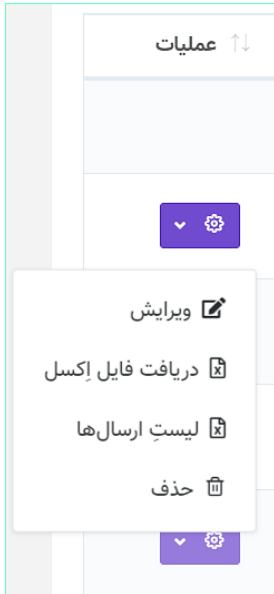 عملیات
ویرایش
دریافت فایل اِکسل
لیستِ ارسال‌ها
حذف